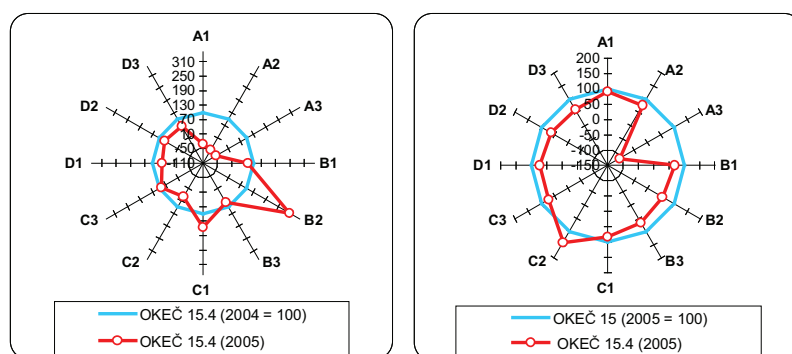 A1
310
250
190
130
70
-50
-110
A2
A3
B1
B2
B3
C1
C2
C3
D1
D2
D3
OKEČ 15.4 (2004 = 100)
OKEČ 15.4 (2005)
A1
200
150
100
50
0
-50
-100
-150
A2
A3
B1
B2
B3
C1
C2
C3
D1
D2
D3
OKEČ 15 (2005 = 100)
OKEČ 15.4 (2005)